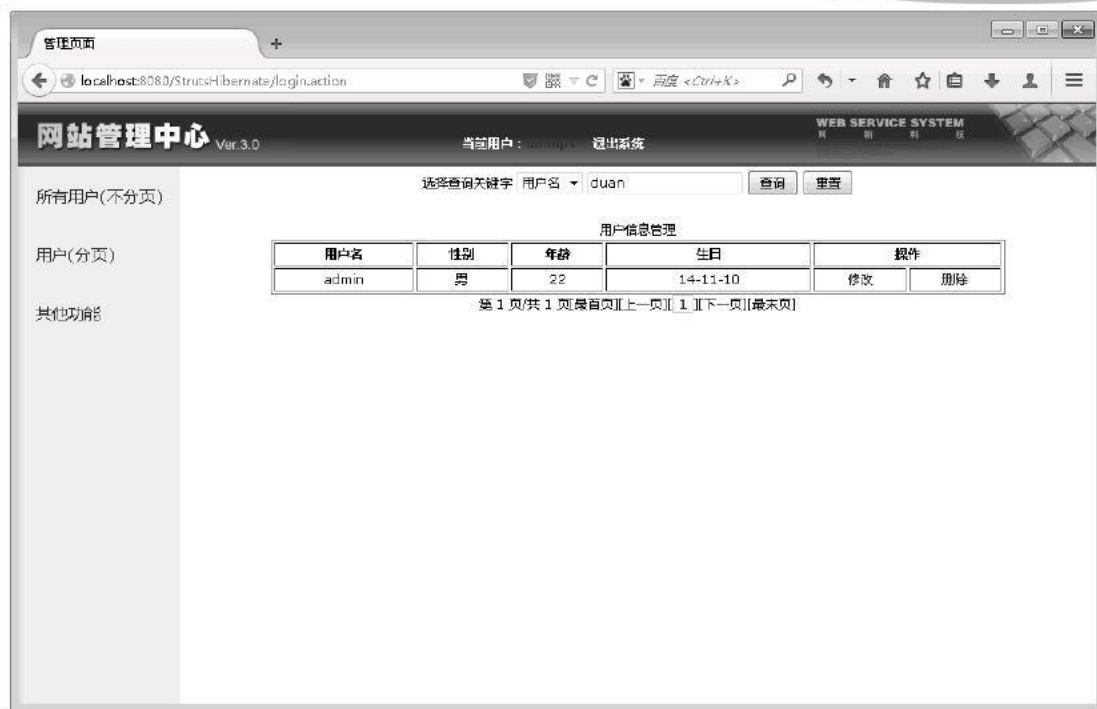 管理页面
+
localhost:8080/StrutsHibernate/login.action
百度 <Ctrl+K>
网站管理中心 Ver.3.0
当前用户：
退出系统
WEB SERVICE SYSTEM
所有用户(不分页)
用户(分页)
其他功能
选择查询关键字 用户名 duan 查询 重置
用户信息管理
用户名 性别 年龄 生日 操作
admin 男 22 14-11-10 修改 删除
第 1 页/共 1 页[最首页][上一页][ 1 ][下一页][最末页]